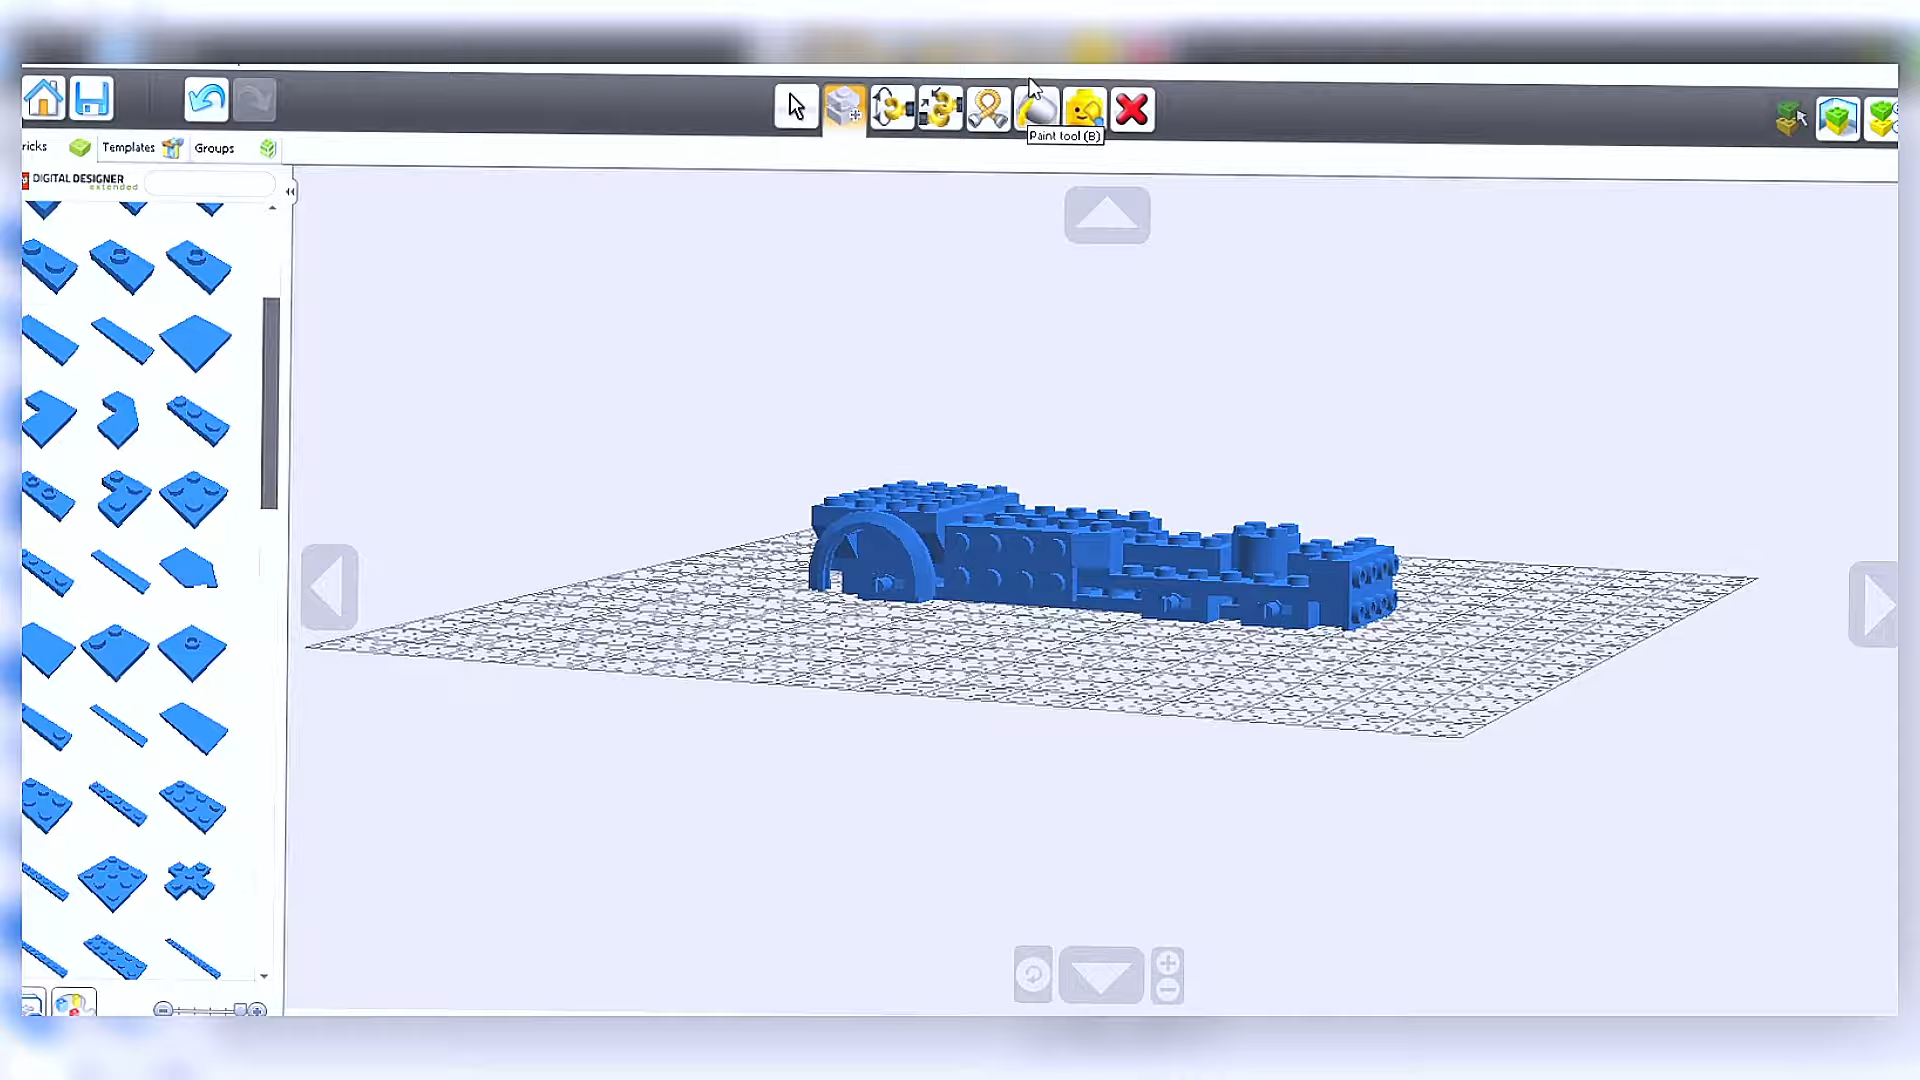 Paint tool (B)
ricks
Templates
Groups
DIGITAL DESIGNER
extended